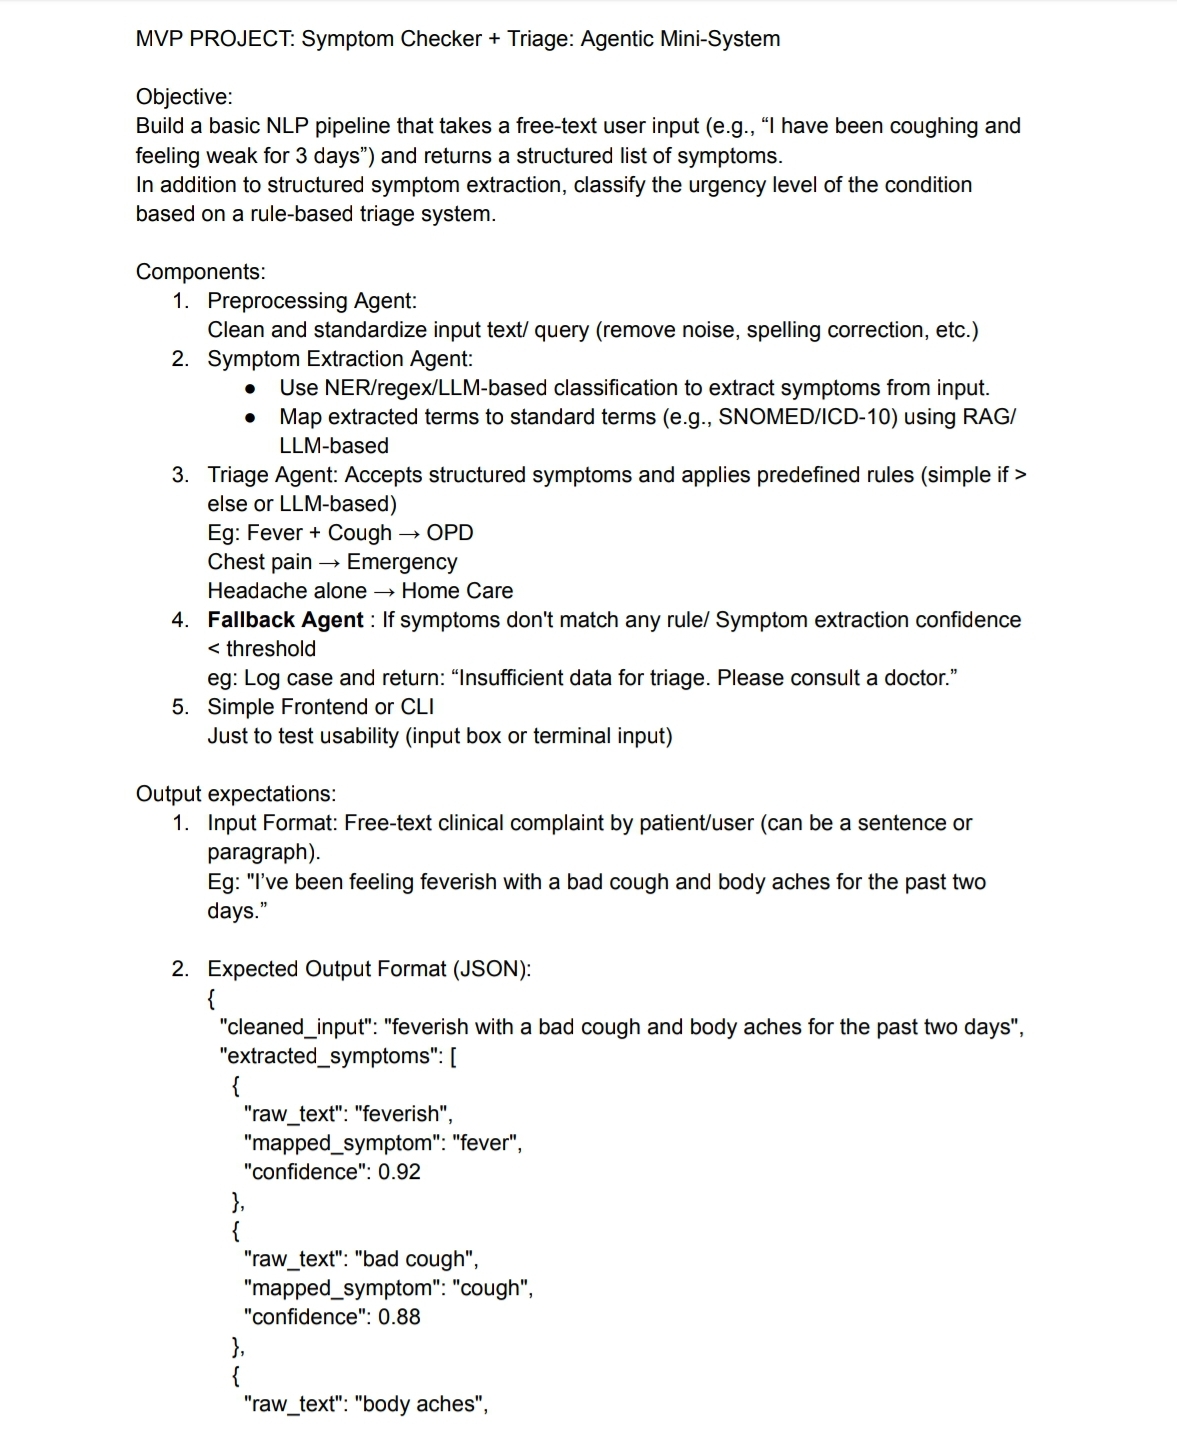 MVP PROJECT: Symptom Checker + Triage: Agentic Mini-System
Objective:
Build a basic NLP pipeline that takes a free-text user input (e.g., “I have been coughing and
feeling weak for 3 days”) and returns a structured list of symptoms.
In addition to structured symptom extraction, classify the urgency level of the condition
based on a rule-based triage system.
Components:
1. Preprocessing Agent:
Clean and standardize input text/ query (remove noise, spelling correction, etc.)
2. Symptom Extraction Agent:
● Use NER/regex/LLM-based classification to extract symptoms from input.
● Map extracted terms to standard terms (e.g., SNOMED/ICD-10) using RAG/
LLM-based
3. Triage Agent: Accepts structured symptoms and applies predefined rules (simple if >
else or LLM-based)
Eg: Fever + Cough → OPD
Chest pain → Emergency
Headache alone → Home Care
4. Fallback Agent : If symptoms don't match any rule/ Symptom extraction confidence
< threshold
eg: Log case and return: “Insufficient data for triage. Please consult a doctor.”
5. Simple Frontend or CLI
Just to test usability (input box or terminal input)
Output expectations:
1. Input Format: Free-text clinical complaint by patient/user (can be a sentence or
paragraph).
Eg: "I’ve been feeling feverish with a bad cough and body aches for the past two
days.”
2. Expected Output Format (JSON):
{
"cleaned_input": "feverish with a bad cough and body aches for the past two days",
"extracted_symptoms": [
{
"raw_text": "feverish",
"mapped_symptom": "fever",
"confidence": 0.92
},
{
"raw_text": "bad cough",
"mapped_symptom": "cough",
"confidence": 0.88
},
{
"raw_text": "body aches",